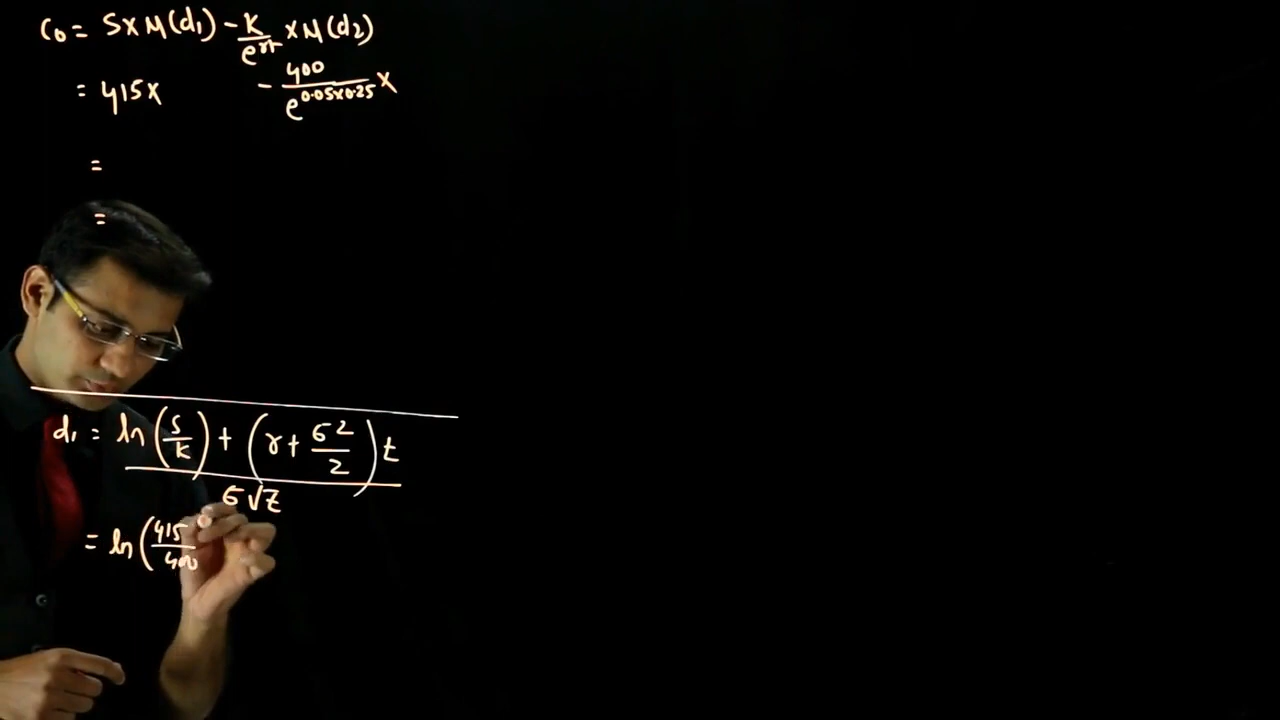 C₀ = S×N(d₁) - K/e^rt × N(d₂)
= 415× - 400/e^0.05×0.25 ×
=
=
d₁ = ln(S/K) + (r + σ²/2)t
σ√t
= ln(415/400